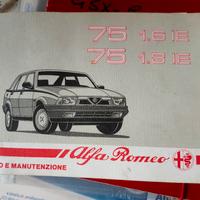 75 1.6 IE
75 1.8 IE
O E MANUTENZIONE
Alfa Romeo